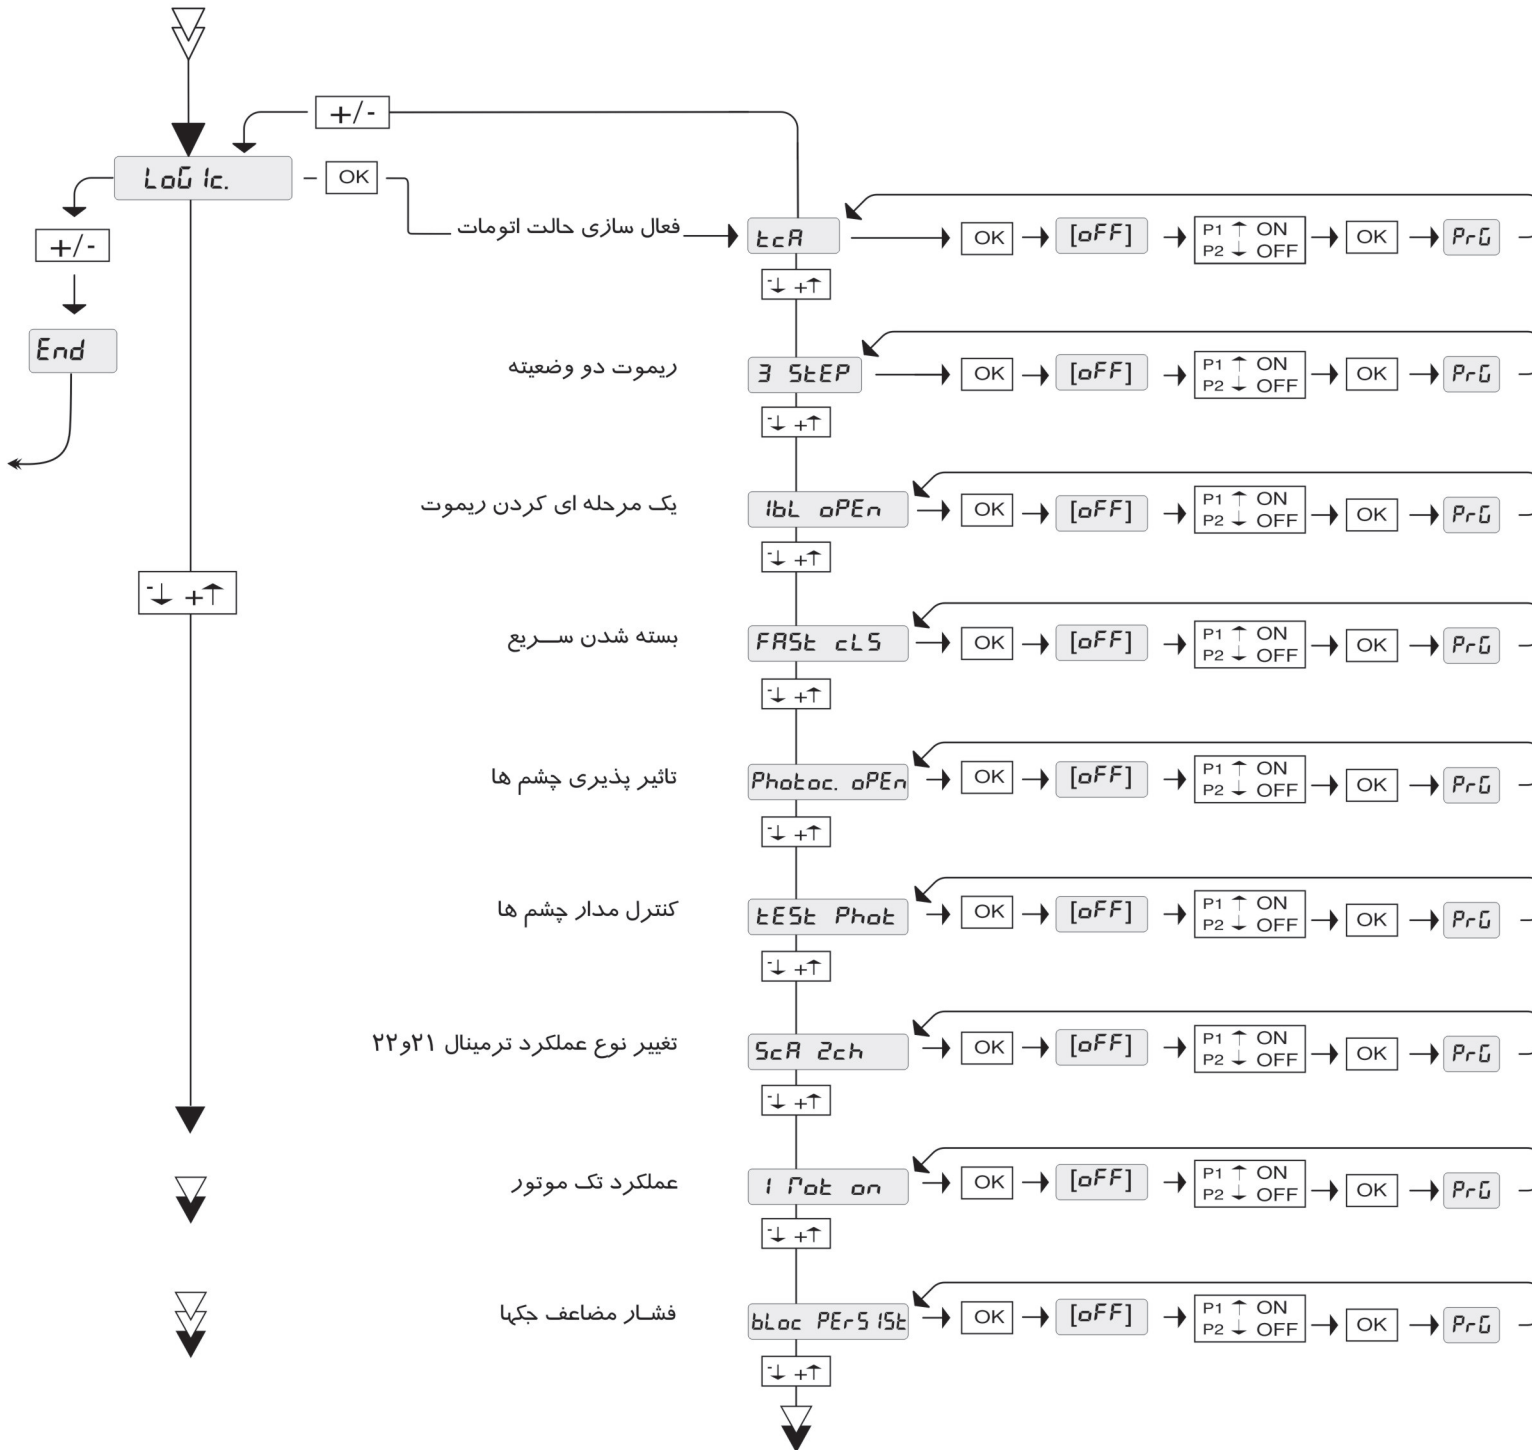 +/-
LoGIc.
OK
+/-
End
-↓ +↑
فعال سازی حالت اتومات
tcA
OK
[oFF]
P1 ↑ ON
P2 ↓ OFF
OK
PrG
-↓ +↑
ریموت دو وضعیته
3 StEP
OK
[oFF]
P1 ↑ ON
P2 ↓ OFF
OK
PrG
-↓ +↑
یک مرحله ای کردن ریموت
IbL oPEn
OK
[oFF]
P1 ↑ ON
P2 ↓ OFF
OK
PrG
-↓ +↑
بسته شدن ســریع
FASt cLS
OK
[oFF]
P1 ↑ ON
P2 ↓ OFF
OK
PrG
-↓ +↑
تاثیر پذیری چشم ها
Photoc. oPEn
OK
[oFF]
P1 ↑ ON
P2 ↓ OFF
OK
PrG
-↓ +↑
کنترل مدار چشم ها
tESt Phot
OK
[oFF]
P1 ↑ ON
P2 ↓ OFF
OK
PrG
-↓ +↑
تغییر نوع عملکرد ترمینال ۲۱و۲۲
ScA 2ch
OK
[oFF]
P1 ↑ ON
P2 ↓ OFF
OK
PrG
-↓ +↑
عملکرد تک موتور
1 Mot on
OK
[oFF]
P1 ↑ ON
P2 ↓ OFF
OK
PrG
-↓ +↑
فشـار مضاعف جکها
bLoc PErSISt
OK
[oFF]
P1 ↑ ON
P2 ↓ OFF
OK
PrG
-↓ +↑